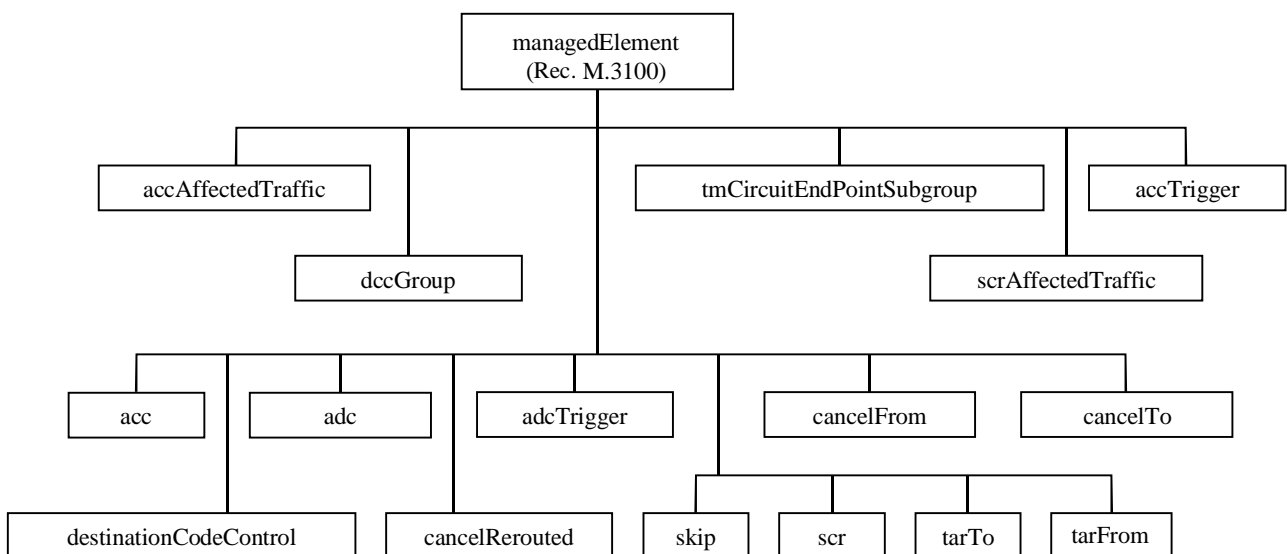 managedElement
(Rec. M.3100)
accAffectedTraffic
tmCircuitEndPointSubgroup
accTrigger
dccGroup
scrAffectedTraffic
acc
adc
adcTrigger
cancelFrom
cancelTo
destinationCodeControl
cancelRerouted
skip
scr
tarTo
tarFrom